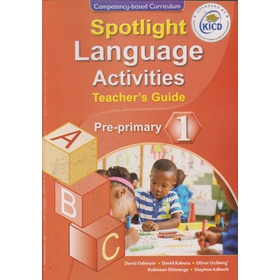 Competency-based Curriculum
KICD
Spotlight
Language
Activities
Teacher's Guide
Pre-primary 1
A
B
C
David Odiwuor • David Kabura • Oliver Ochieng'
Robinson Shimenga • Stephen Adhoch